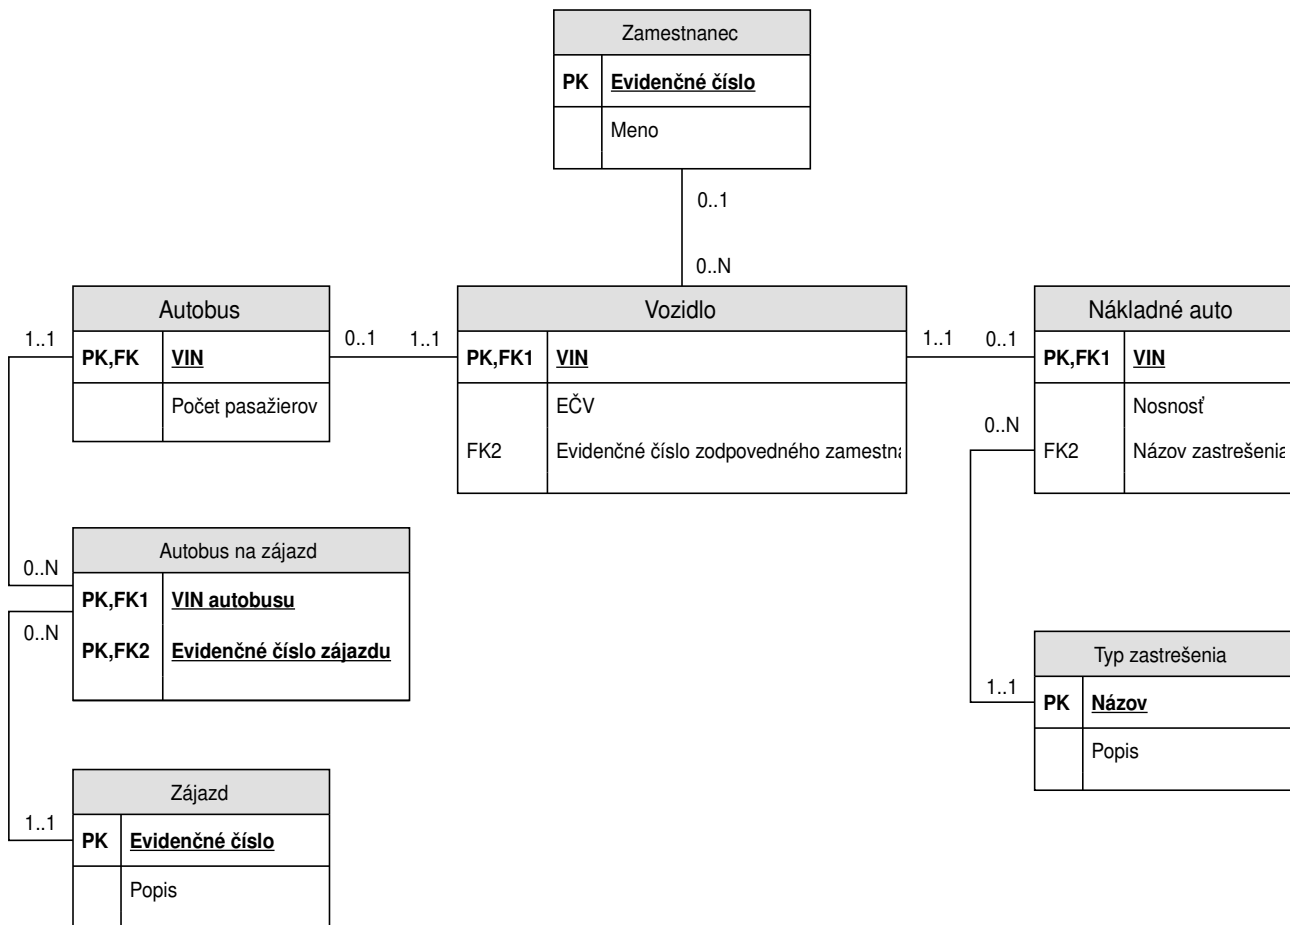 Zamestnanec
PK Evidenčné číslo
Meno
0..1
0..N
Autobus
1..1
PK,FK VIN
Počet pasažierov
0..1 1..1
Vozidlo
PK,FK1 VIN
EČV
FK2 Evidenčné číslo zodpovedného zamestna
1..1 0..1
Nákladné auto
PK,FK1 VIN
Nosnosť
0..N
FK2 Názov zastrešenia
Autobus na zájazd
0..N
PK,FK1 VIN autobusu
0..N
PK,FK2 Evidenčné číslo zájazdu
Typ zastrešenia
1..1
PK Názov
Popis
Zájazd
1..1
PK Evidenčné číslo
Popis